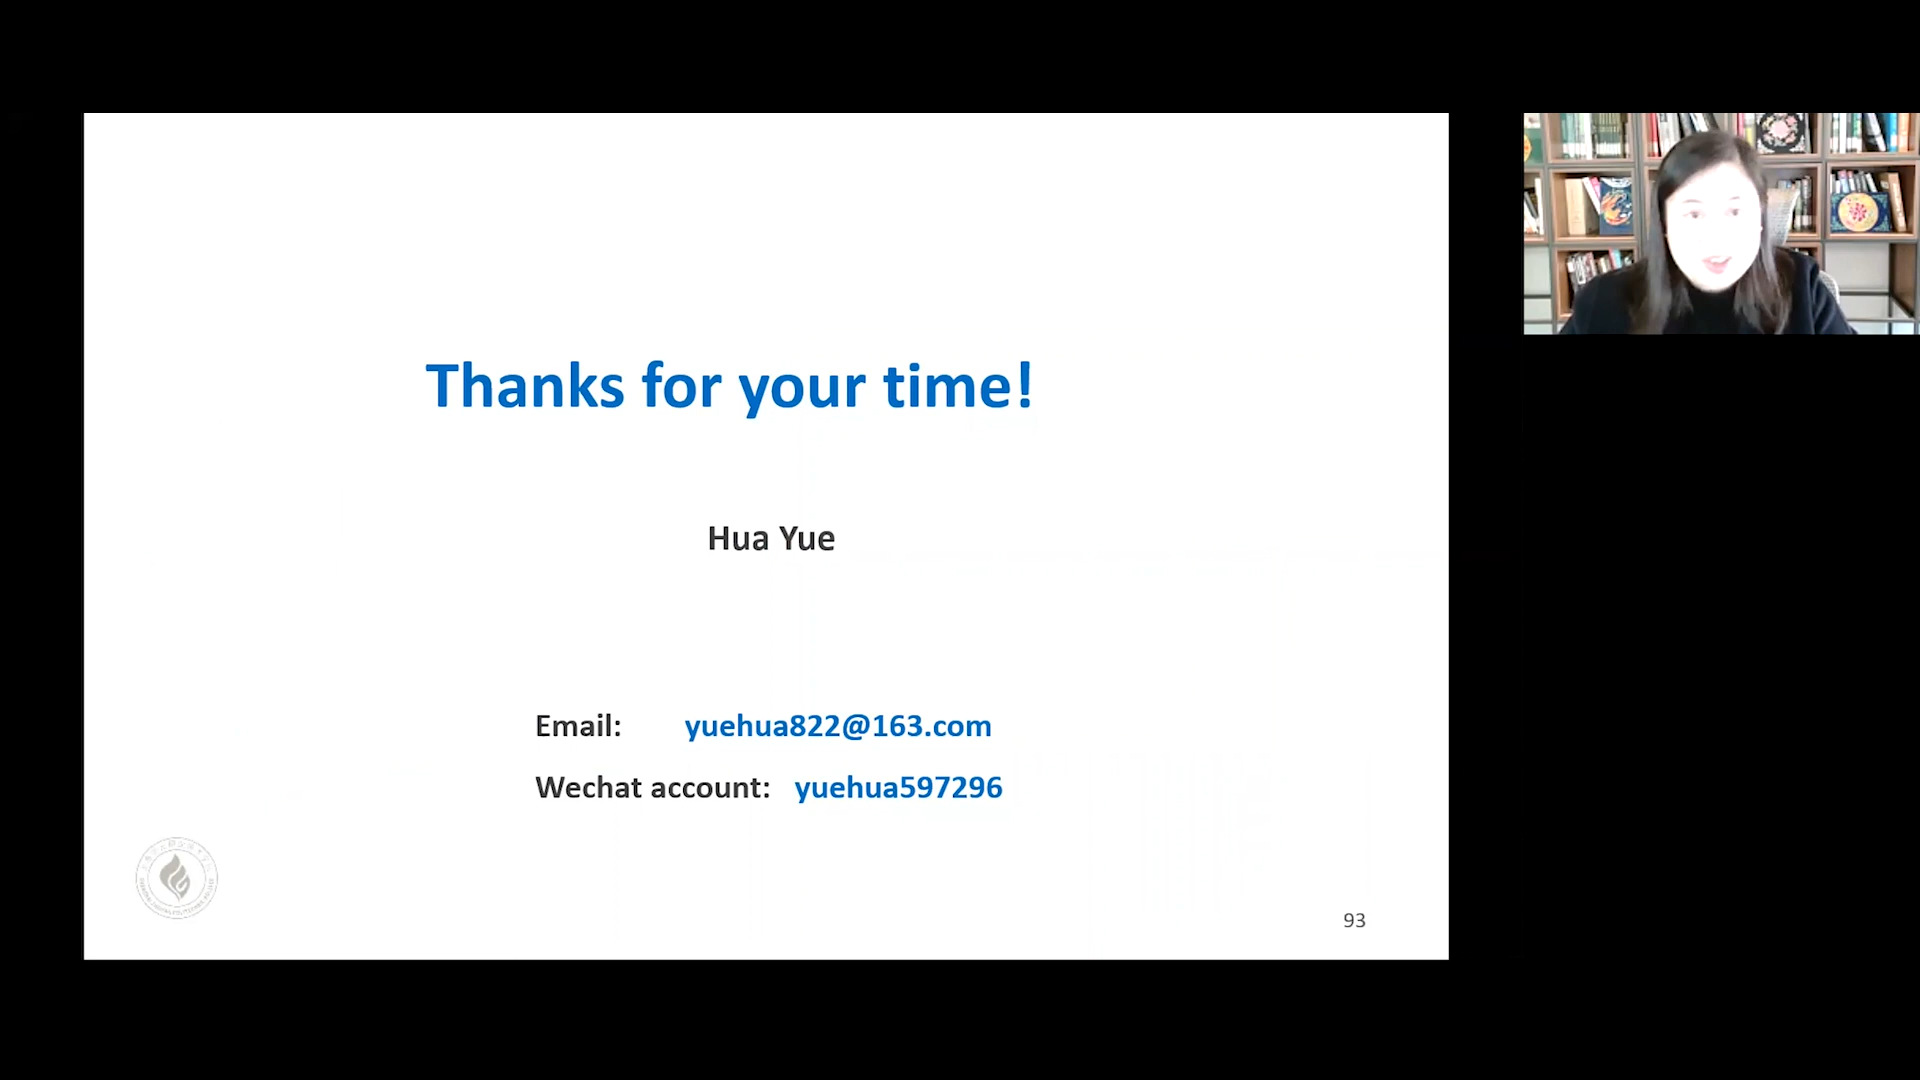 Thanks for your time!
Hua Yue
Email: yuehua822@163.com
Wechat account: yuehua597296
93